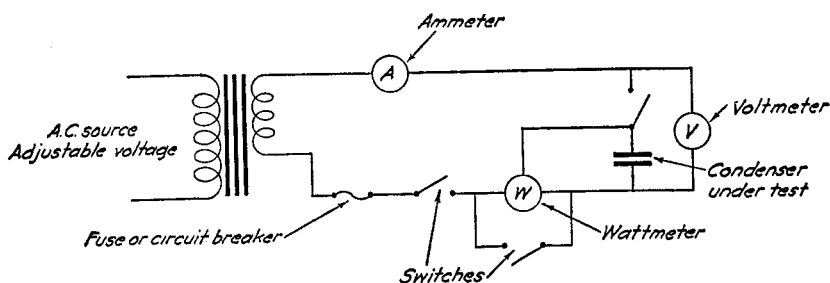 Ammeter
A
A.C. source
Adjustable voltage
V
Voltmeter
Condenser
under test
W
Wattmeter
Fuse or circuit breaker
Switches